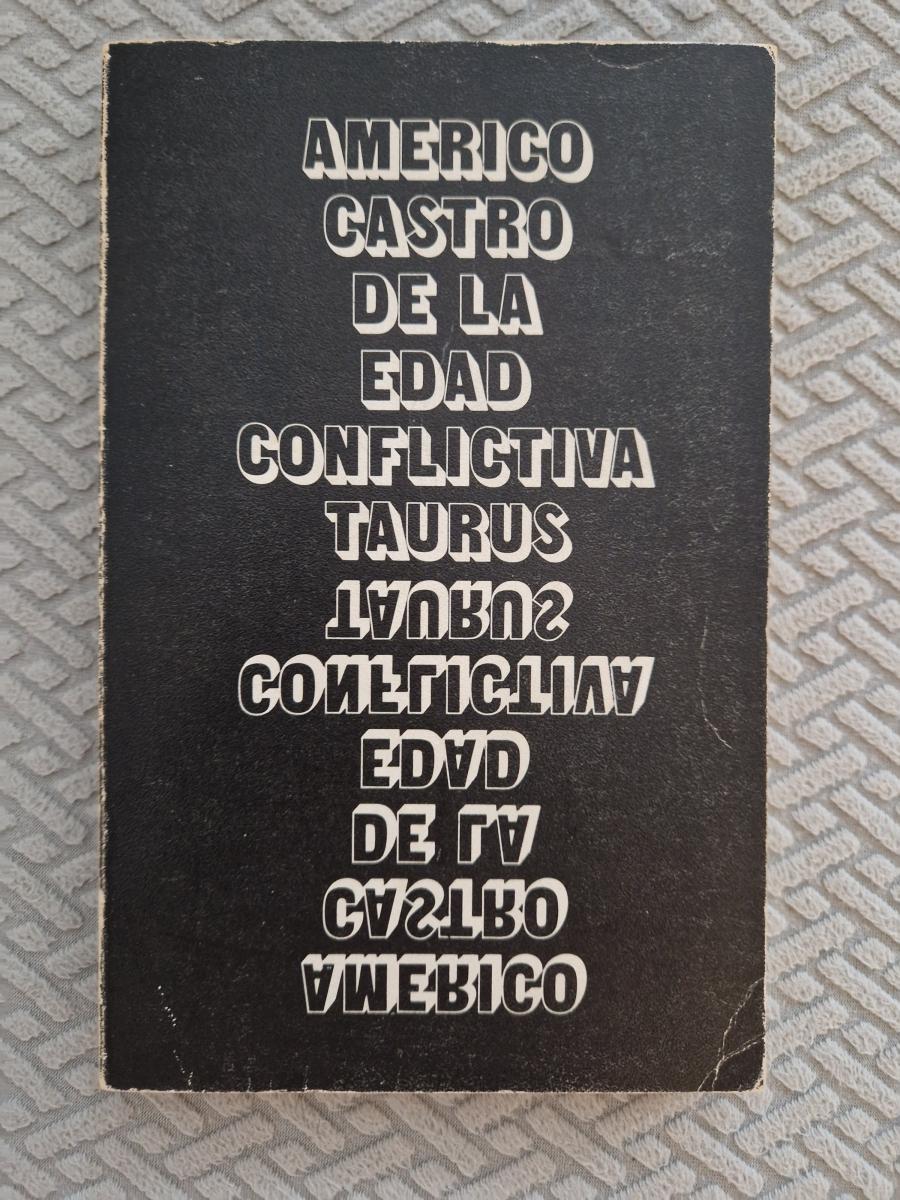 AMERICO
CASTRO
DE LA
EDAD
CONFLICTIVA
TAURUS
TAURUS
CONFLICTIVA
EDAD
DE LA
CASTRO
AMERICO